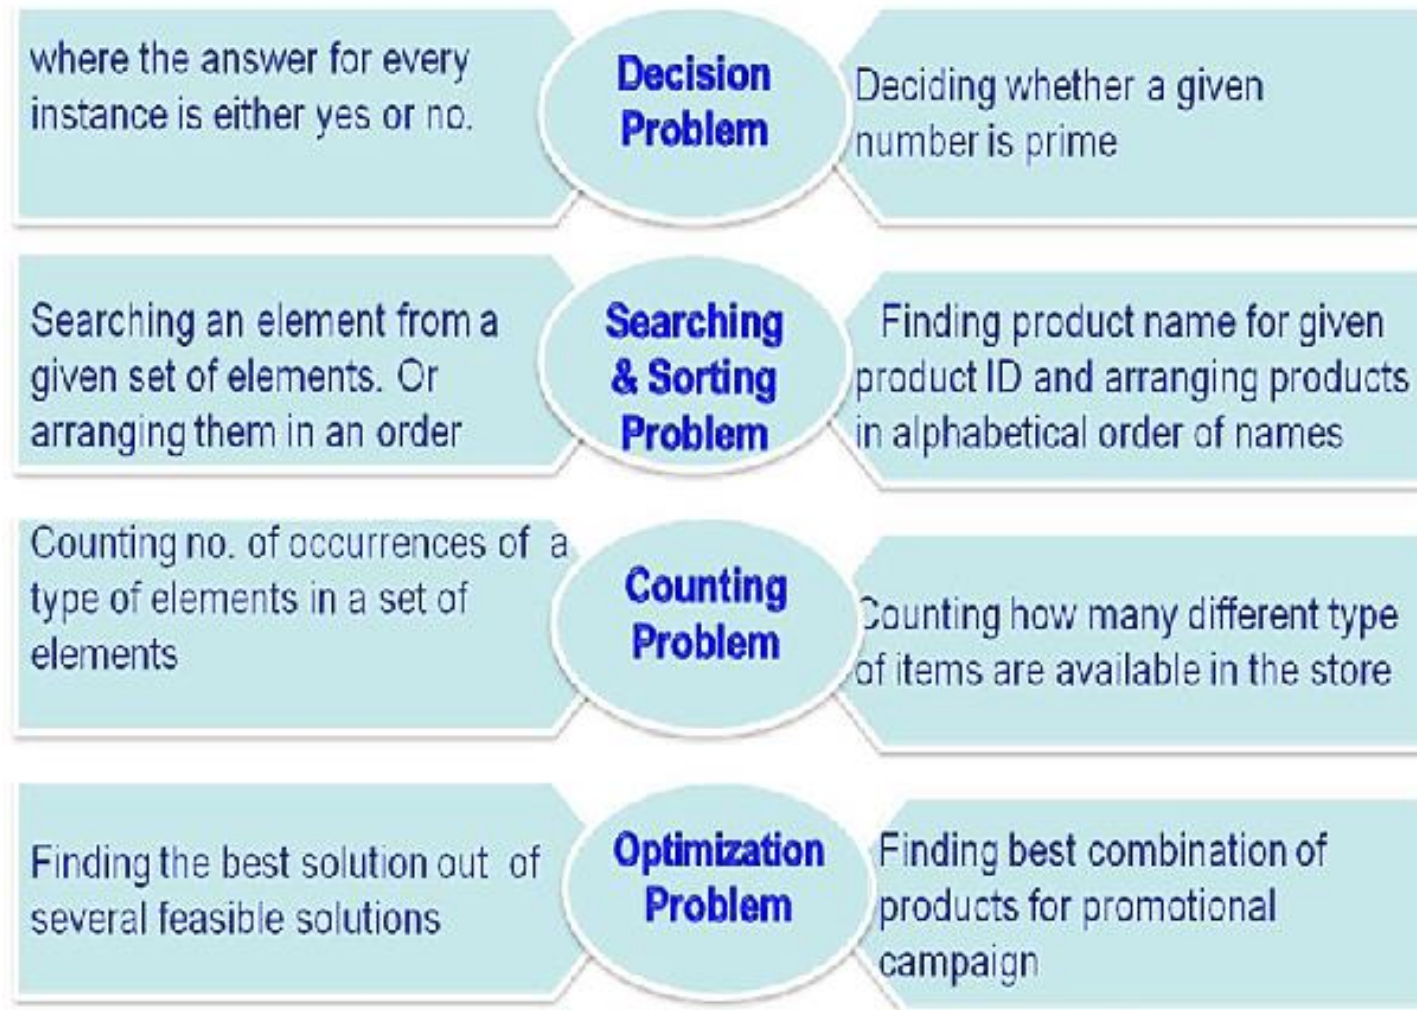 where the answer for every
instance is either yes or no.
Decision
Problem
Deciding whether a given
number is prime
Searching an element from a
given set of elements. Or
arranging them in an order
Searching
& Sorting
Problem
Finding product name for given
product ID and arranging products
in alphabetical order of names
Counting no. of occurrences of a
type of elements in a set of
elements
Counting
Problem
Counting how many different type
of items are available in the store
Finding the best solution out of
several feasible solutions
Optimization
Problem
Finding best combination of
products for promotional
campaign